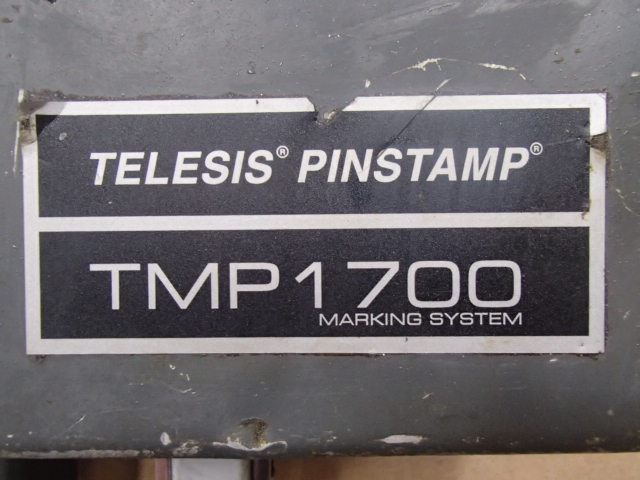 TELESIS® PINSTAMP®
TMP1700
MARKING SYSTEM